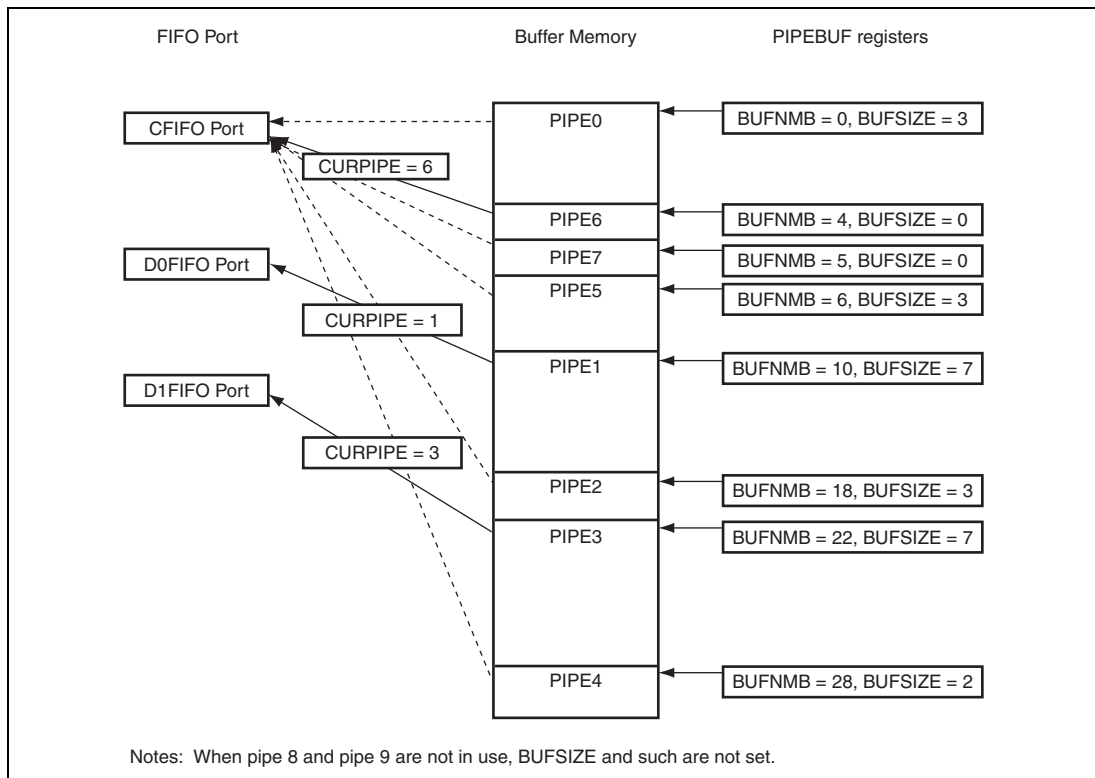 FIFO Port
Buffer Memory
PIPEBUF registers
CFIFO Port
CURPIPE = 6
D0FIFO Port
CURPIPE = 1
D1FIFO Port
CURPIPE = 3
PIPE0
PIPE6
PIPE7
PIPE5
PIPE1
PIPE2
PIPE3
PIPE4
BUFNMB = 0, BUFSIZE = 3
BUFNMB = 4, BUFSIZE = 0
BUFNMB = 5, BUFSIZE = 0
BUFNMB = 6, BUFSIZE = 3
BUFNMB = 10, BUFSIZE = 7
BUFNMB = 18, BUFSIZE = 3
BUFNMB = 22, BUFSIZE = 7
BUFNMB = 28, BUFSIZE = 2
Notes: When pipe 8 and pipe 9 are not in use, BUFSIZE and such are not set.